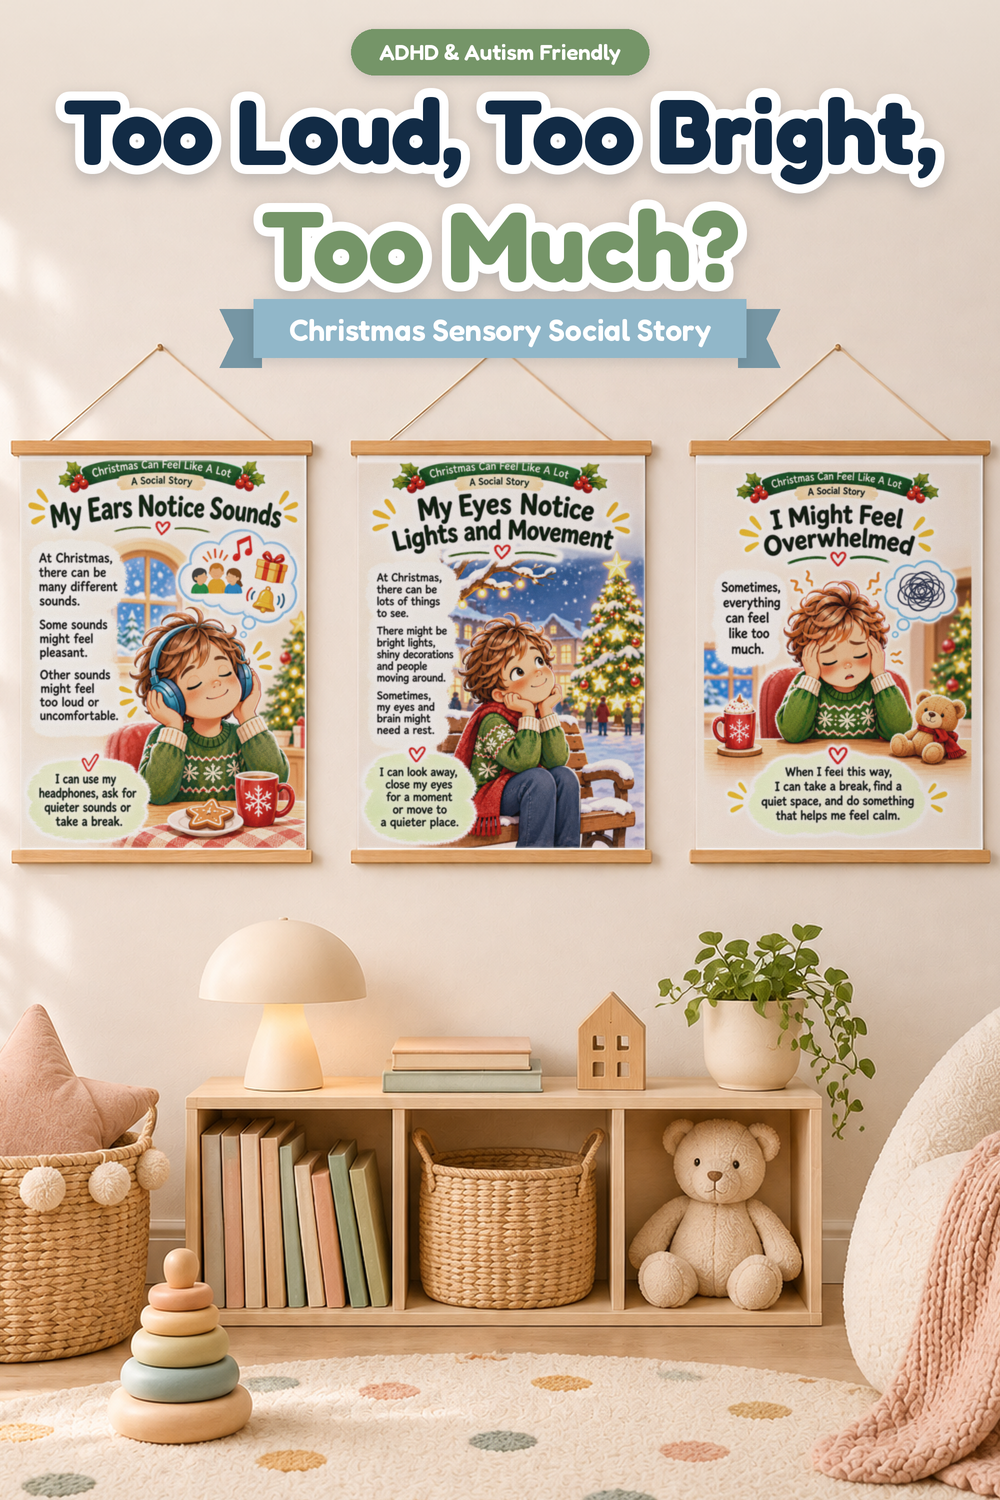 ADHD & Autism Friendly
Too Loud, Too Bright,
Too Much?
Christmas Sensory Social Story
Christmas Can Feel Like A Lot
A Social Story
My Ears Notice Sounds
At Christmas,
there can be
many different
sounds.
Some sounds
might feel
pleasant.
Other sounds
might feel
too loud or
uncomfortable.
I can use my
headphones, ask for
quieter sounds or
take a break.
Christmas Can Feel Like A Lot
A Social Story
My Eyes Notice
Lights and Movement
At Christmas,
there can be
lots of things
to see.
There might be
bright lights,
shiny decorations
and people
moving around.
Sometimes,
my eyes and
brain might
need a rest.
I can look away,
close my eyes
for a moment
or move to
a quieter place.
Christmas Can Feel Like A Lot
A Social Story
I Might Feel
Overwhelmed
Sometimes,
everything
can feel
like too
much.
When I feel this way,
I can take a break, find a
quiet space, and do something
that helps me feel calm.